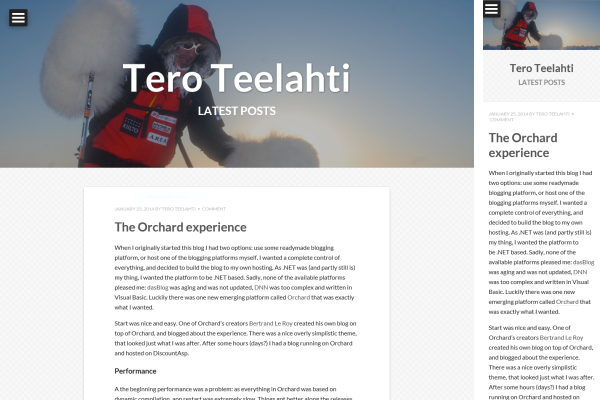 Tero Teelahti
LATEST POSTS
JANUARY 25, 2014 BY TERO TEELAHTI • COMMENT
The Orchard experience
When I originally started this blog I had two options: use some readymade blogging
platform, or host one of the blogging platforms myself. I wanted a complete control of
everything, and decided to build the blog to my own hosting. As .NET was (and partly still is)
my thing, I wanted the platform to be .NET based. Sadly, none of the available platforms
pleased me: dasBlog was aging and was not updated, DNN was too complex and written in
Visual Basic. Luckily there was one new emerging platform called Orchard that was exactly
what I wanted.
Start was nice and easy. One of Orchard's creators Bertrand Le Roy created his own blog on
top of Orchard, and blogged about the experience. There was a nice overly simplistic theme,
that looked just what I was after. After some hours (days?) I had a blog running on Orchard
and hosted on DiscountAsp.
Performance
A the beginning performance was a problem: as everything in Orchard was based on
dynamic compilation, app restart was extremely slow. Things got better along the releases
Tero Teelahti
LATEST POSTS
JANUARY 25, 2014 BY TERO TEELAHTI •
COMMENT
The Orchard
experience
When I originally started this blog I had
two options: use some readymade
blogging platform, or host one of the
blogging platforms myself. I wanted a
complete control of everything, and
decided to build the blog to my own
hosting. As .NET was (and partly still is)
my thing, I wanted the platform to
be .NET based. Sadly, none of the
available platforms pleased me: dasBlog
was aging and was not updated, DNN
was too complex and written in Visual
Basic. Luckily there was one new
emerging platform called Orchard that
was exactly what I wanted.
Start was nice and easy. One of
Orchard's creators Bertrand Le Roy
created his own blog on top of Orchard,
and blogged about the experience.
There was a nice overly simplistic
theme, that looked just what I was after.
After some hours (days?) I had a blog
running on Orchard and hosted on